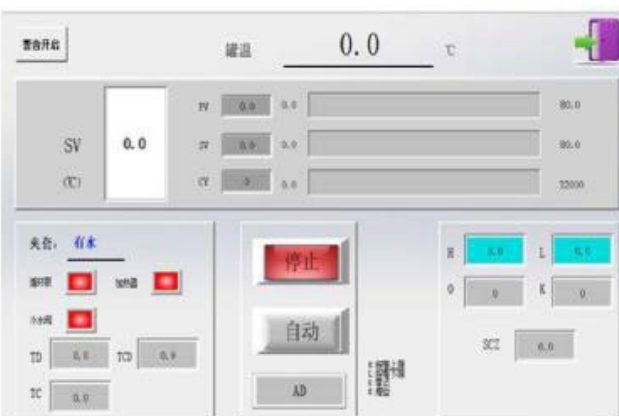 警告开启
罐温 0.0 ℃
PV 0.0 0.0 80.0
SV 0.0 SV 0.0 0.0 80.0
(℃) CV 0 0.0 32000
夹套: 有水
循环泵 加热器
冷水阀
TD 0.0 TCD 0.0
TC 0.0
停止
自动
AD
H 0.0 L 0.0
O 0 K 0
SCZ 0.0